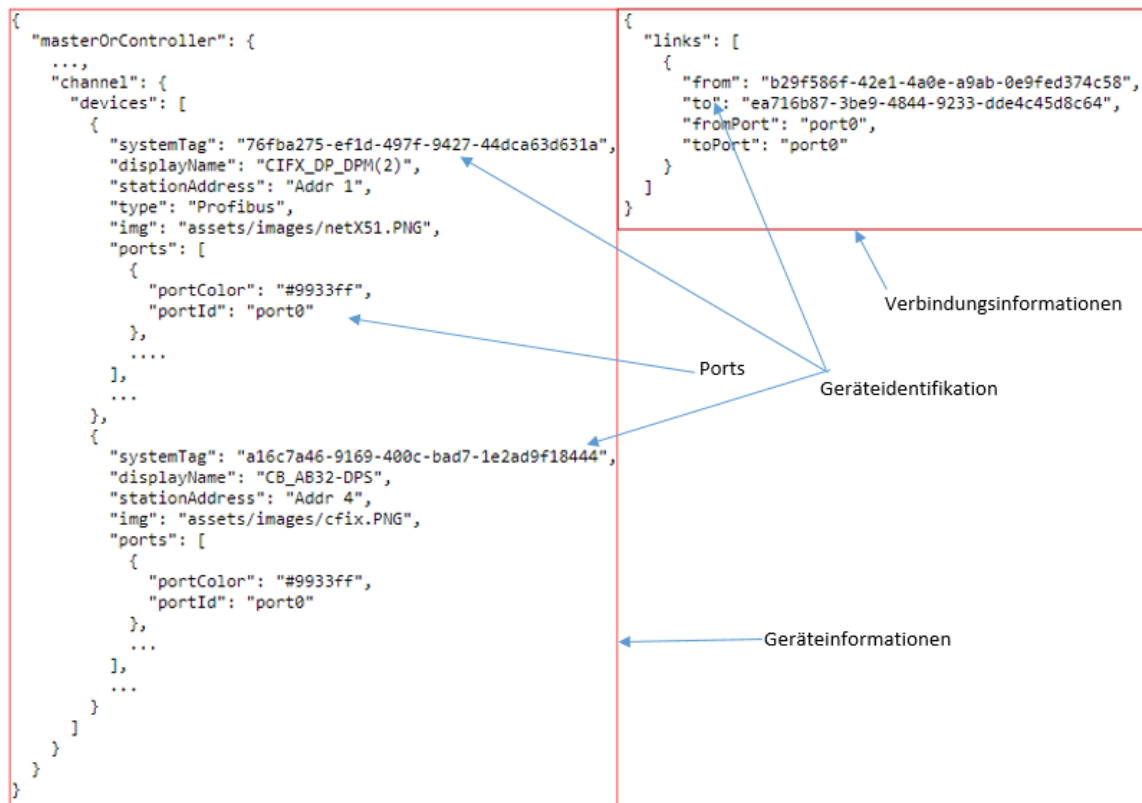 {
"masterOrController": {
...,
"channel": {
"devices": [
{
"systemTag": "76fba275-ef1d-497f-9427-44dca63d631a",
"displayName": "CIFX_DP_DPM(2)",
"stationAddress": "Addr 1",
"type": "Profibus",
"img": "assets/images/netX51.PNG",
"ports": [
{
"portColor": "#9933ff",
"portId": "port0"
},
....
],
...
},
{
"systemTag": "a16c7a46-9169-400c-bad7-1e2ad9f18444",
"displayName": "CB_AB32-DPS",
"stationAddress": "Addr 4",
"img": "assets/images/cfix.PNG",
"ports": [
{
"portColor": "#9933ff",
"portId": "port0"
},
...
],
...
}
]
}
}
}
{
"links": [
{
"from": "b29f586f-42e1-4a0e-a9ab-0e9fed374c58",
"to": "ea716b87-3be9-4844-9233-dde4c45d8c64",
"fromPort": "port0",
"toPort": "port0"
}
]
}
Verbindungsinformationen
Ports
Geräteidentifikation
Geräteinformationen